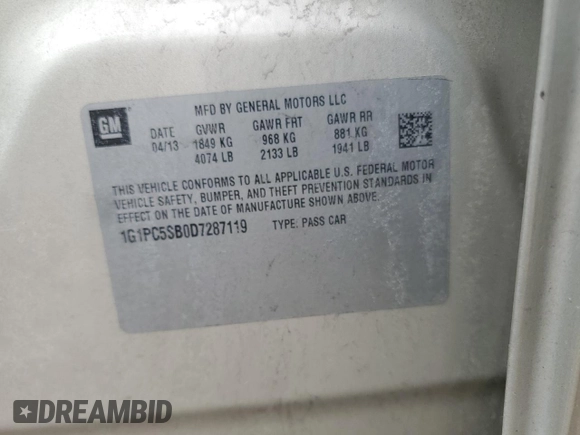 MFD BY GENERAL MOTORS LLC
GM
DATE GVWR GAWR FRT GAWR RR
04/13 1849 KG 968 KG 881 KG
4074 LB 2133 LB 1941 LB
THIS VEHICLE CONFORMS TO ALL APPLICABLE U.S. FEDERAL MOTOR
VEHICLE SAFETY, BUMPER, AND THEFT PREVENTION STANDARDS IN
EFFECT ON THE DATE OF MANUFACTURE SHOWN ABOVE.
1G1PC5SB0D7287119 TYPE: PASS CAR
DREAMBID